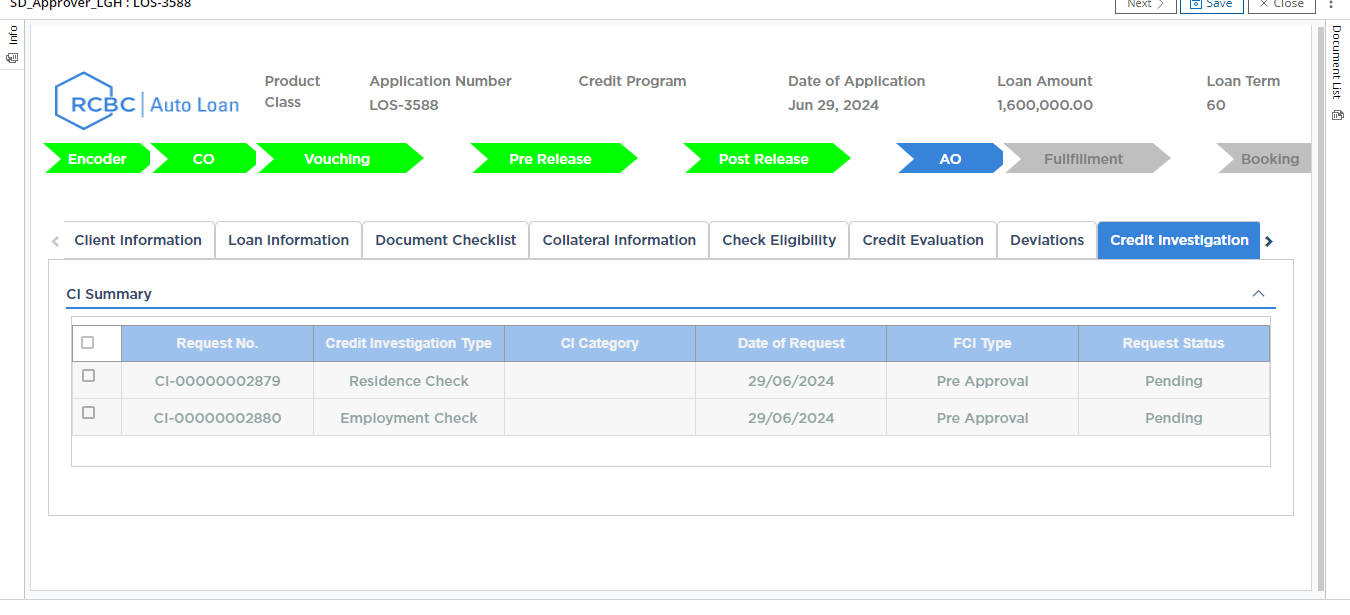 SD_Approver_LGH : LOS-3588
Next
Save
Close
Info
Document List
RCBC Auto Loan
Product Class
Application Number
LOS-3588
Credit Program
Date of Application
Jun 29, 2024
Loan Amount
1,600,000.00
Loan Term
60
Encoder CO Vouching Pre Release Post Release AO Fullfillment Booking
Client Information Loan Information Document Checklist Collateral Information Check Eligibility Credit Evaluation Deviations Credit Investigation
CI Summary
Request No. Credit Investigation Type CI Category Date of Request FCI Type Request Status
CI-00000002879 Residence Check 29/06/2024 Pre Approval Pending
CI-00000002880 Employment Check 29/06/2024 Pre Approval Pending